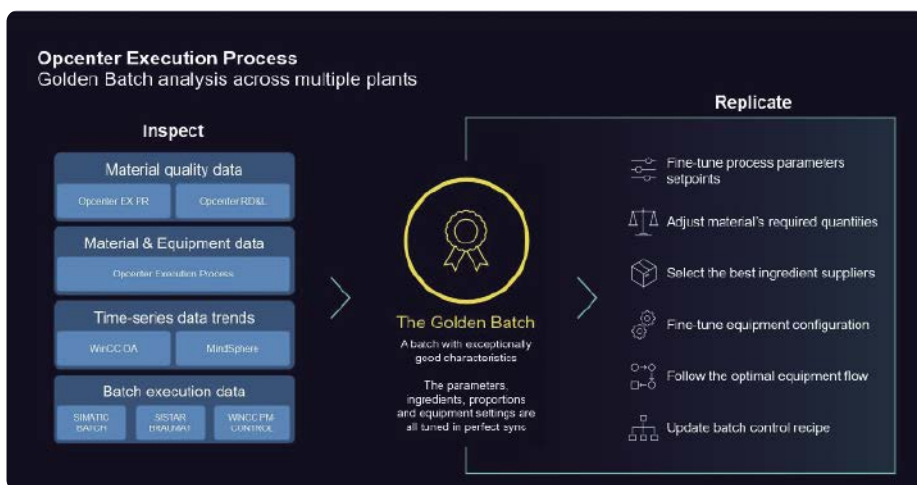 Opcenter Execution Process
Golden Batch analysis across multiple plants
Inspect
Material quality data
Opcenter EX PR
Opcenter RD&L
Material & Equipment data
Opcenter Execution Process
Time-series data trends
WinCC OA
MindSphere
Batch execution data
SIMATIC
BATCH
SISTAR
BRAUMAT
WINCC PM
CONTROL
The Golden Batch
A batch with exceptionally
good characteristics
The parameters,
ingredients, proportions
and equipment settings are
all tuned in perfect sync
Replicate
Fine-tune process parameters
setpoints
Adjust material's required quantities
Select the best ingredient suppliers
Fine-tune equipment configuration
Follow the optimal equipment flow
Update batch control recipe